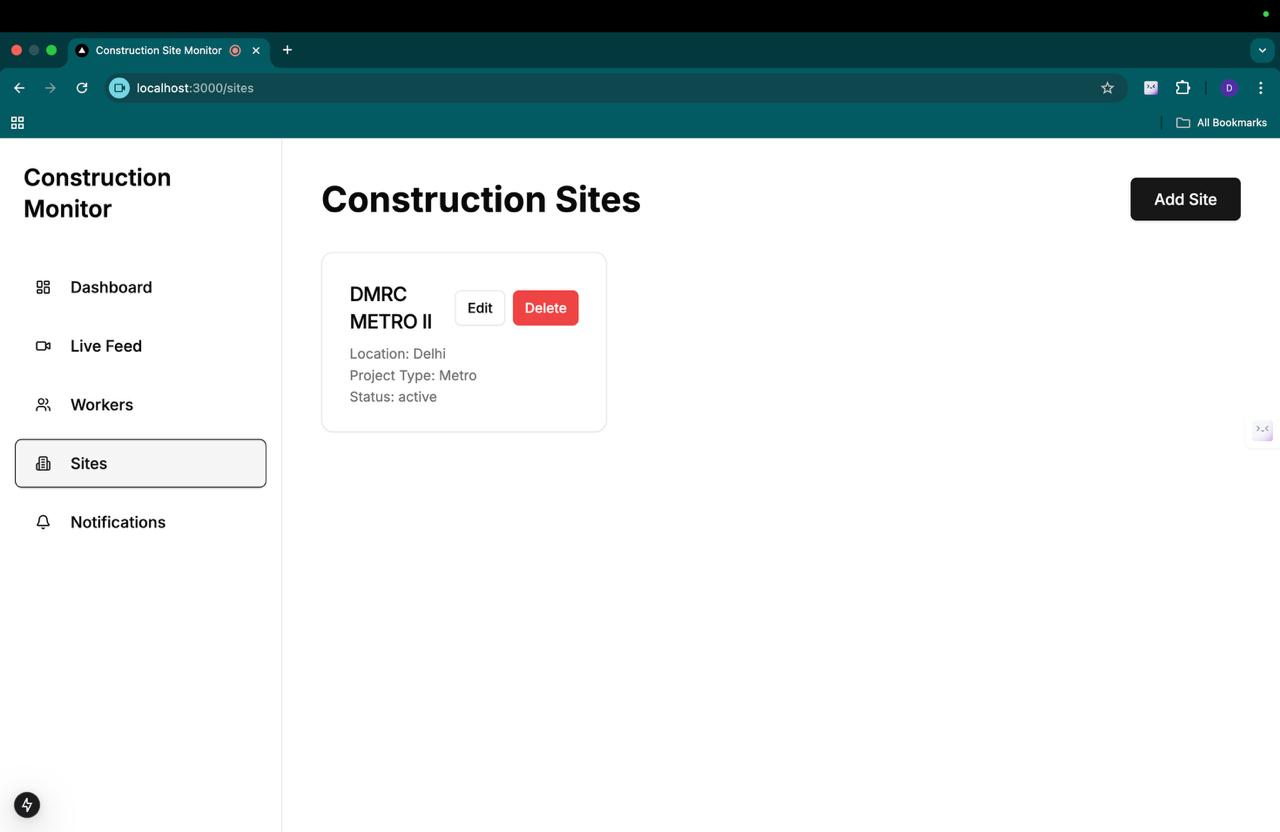 Construction Site Monitor
localhost:3000/sites
D
All Bookmarks
Construction
Monitor
Dashboard
Live Feed
Workers
Sites
Notifications
Construction Sites
Add Site
DMRC
METRO II
Edit
Delete
Location: Delhi
Project Type: Metro
Status: active